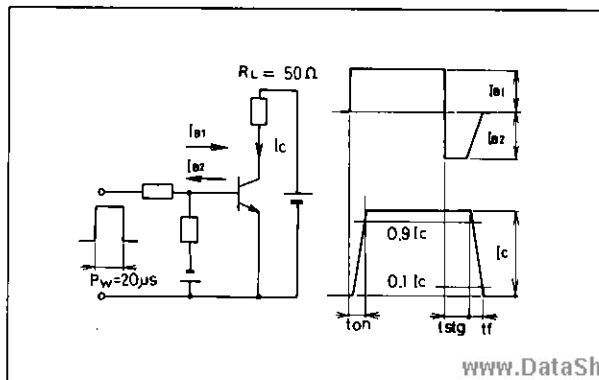 RL = 50Ω
IB1
IB2
Ic
PW=20μs
IB1
IB2
0.9 Ic
Ic
0.1 Ic
ton
tstg
tf
www.DataSh